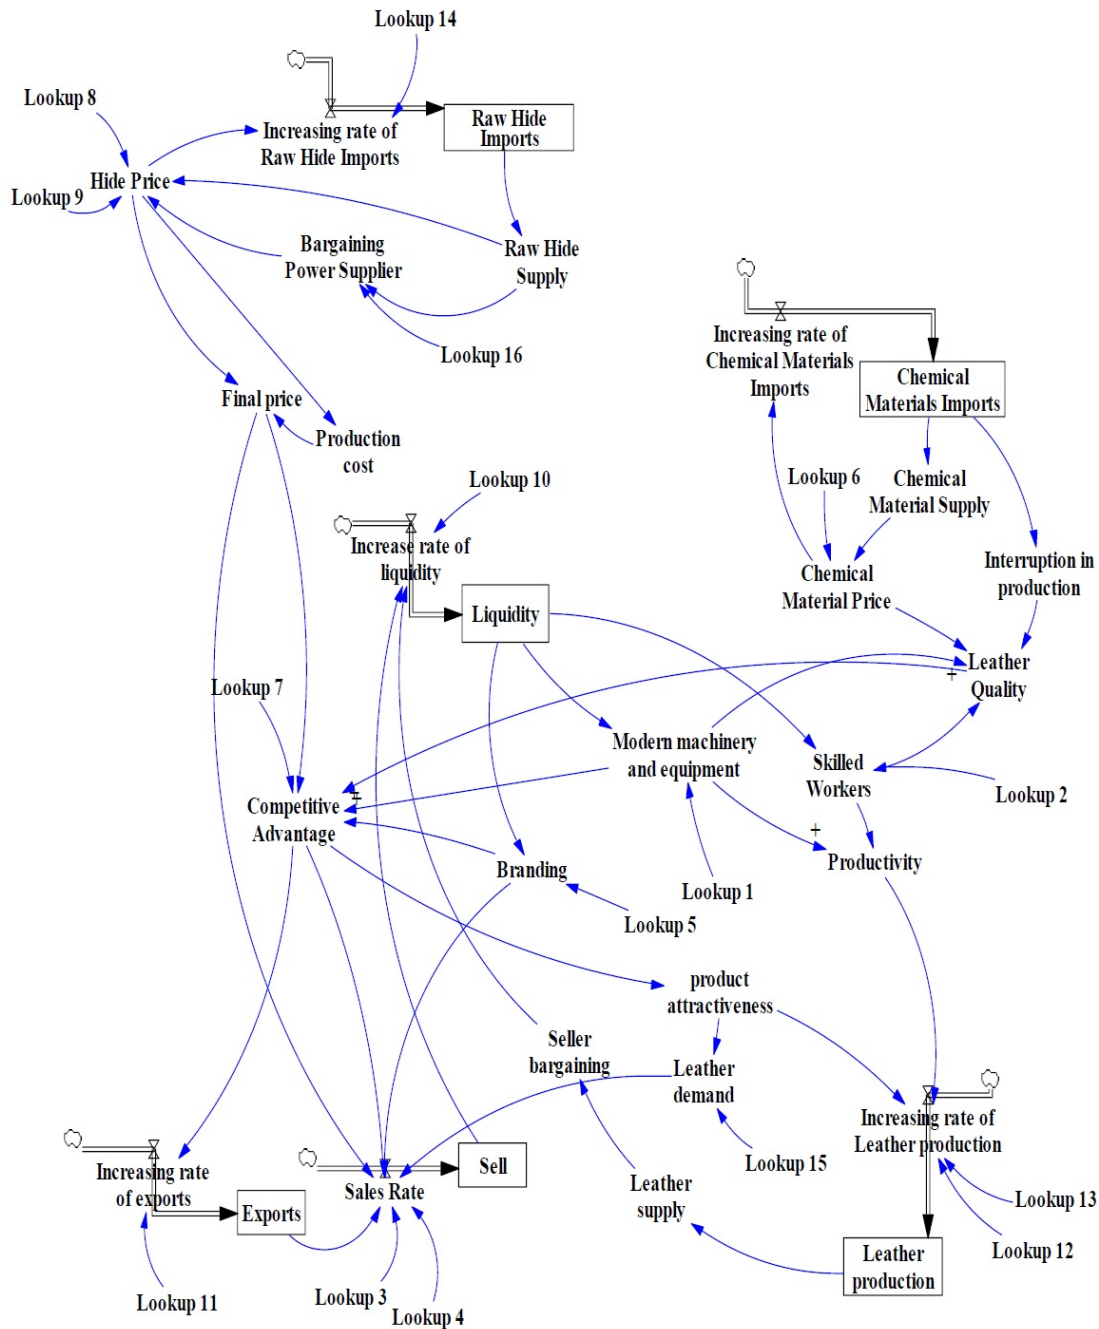 Lookup 14
Lookup 8
Increasing rate of
Raw Hide Imports
Raw Hide
Imports
Hide Price
Lookup 9
Bargaining
Power Supplier
Raw Hide
Supply
Lookup 16
Increasing rate of
Chemical Materials
Imports
Chemical
Materials Imports
Final price
Production
cost
Lookup 10
Lookup 6
Chemical
Material Supply
Increase rate of
liquidity
Interruption in
production
Chemical
Material Price
Liquidity
Leather
Quality
+
Lookup 7
Modern machinery
and equipment
Skilled
Workers
Lookup 2
Competitive
Advantage
+
+
Branding
Productivity
Lookup 1
Lookup 5
product
attractiveness
Seller
bargaining
Leather
demand
Increasing rate of
Leather production
Lookup 15
Increasing rate
of exports
Sell
Sales Rate
Leather
supply
Exports
Lookup 13
Lookup 12
Leather
production
Lookup 11
Lookup 3
Lookup 4